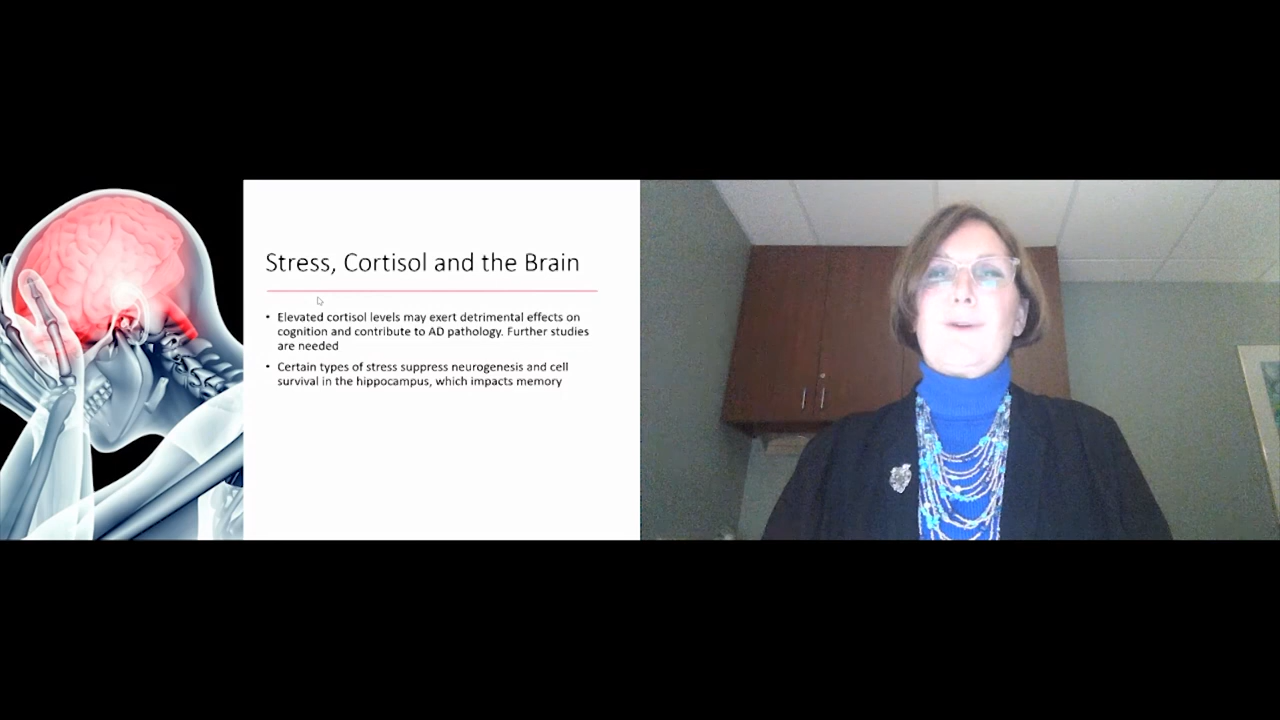 Stress, Cortisol and the Brain
• Elevated cortisol levels may exert detrimental effects on
cognition and contribute to AD pathology. Further studies
are needed
• Certain types of stress suppress neurogenesis and cell
survival in the hippocampus, which impacts memory